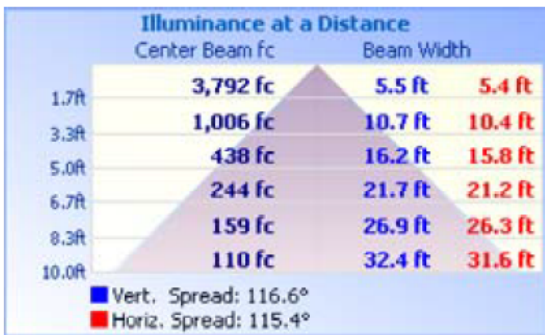 Illuminance at a Distance
Center Beam fc Beam Width
1.7ft 3,792 fc 5.5 ft 5.4 ft
3.3ft 1,006 fc 10.7 ft 10.4 ft
5.0ft 438 fc 16.2 ft 15.8 ft
6.7ft 244 fc 21.7 ft 21.2 ft
8.3ft 159 fc 26.9 ft 26.3 ft
10.0ft 110 fc 32.4 ft 31.6 ft
Vert. Spread: 116.6°
Horiz. Spread: 115.4°